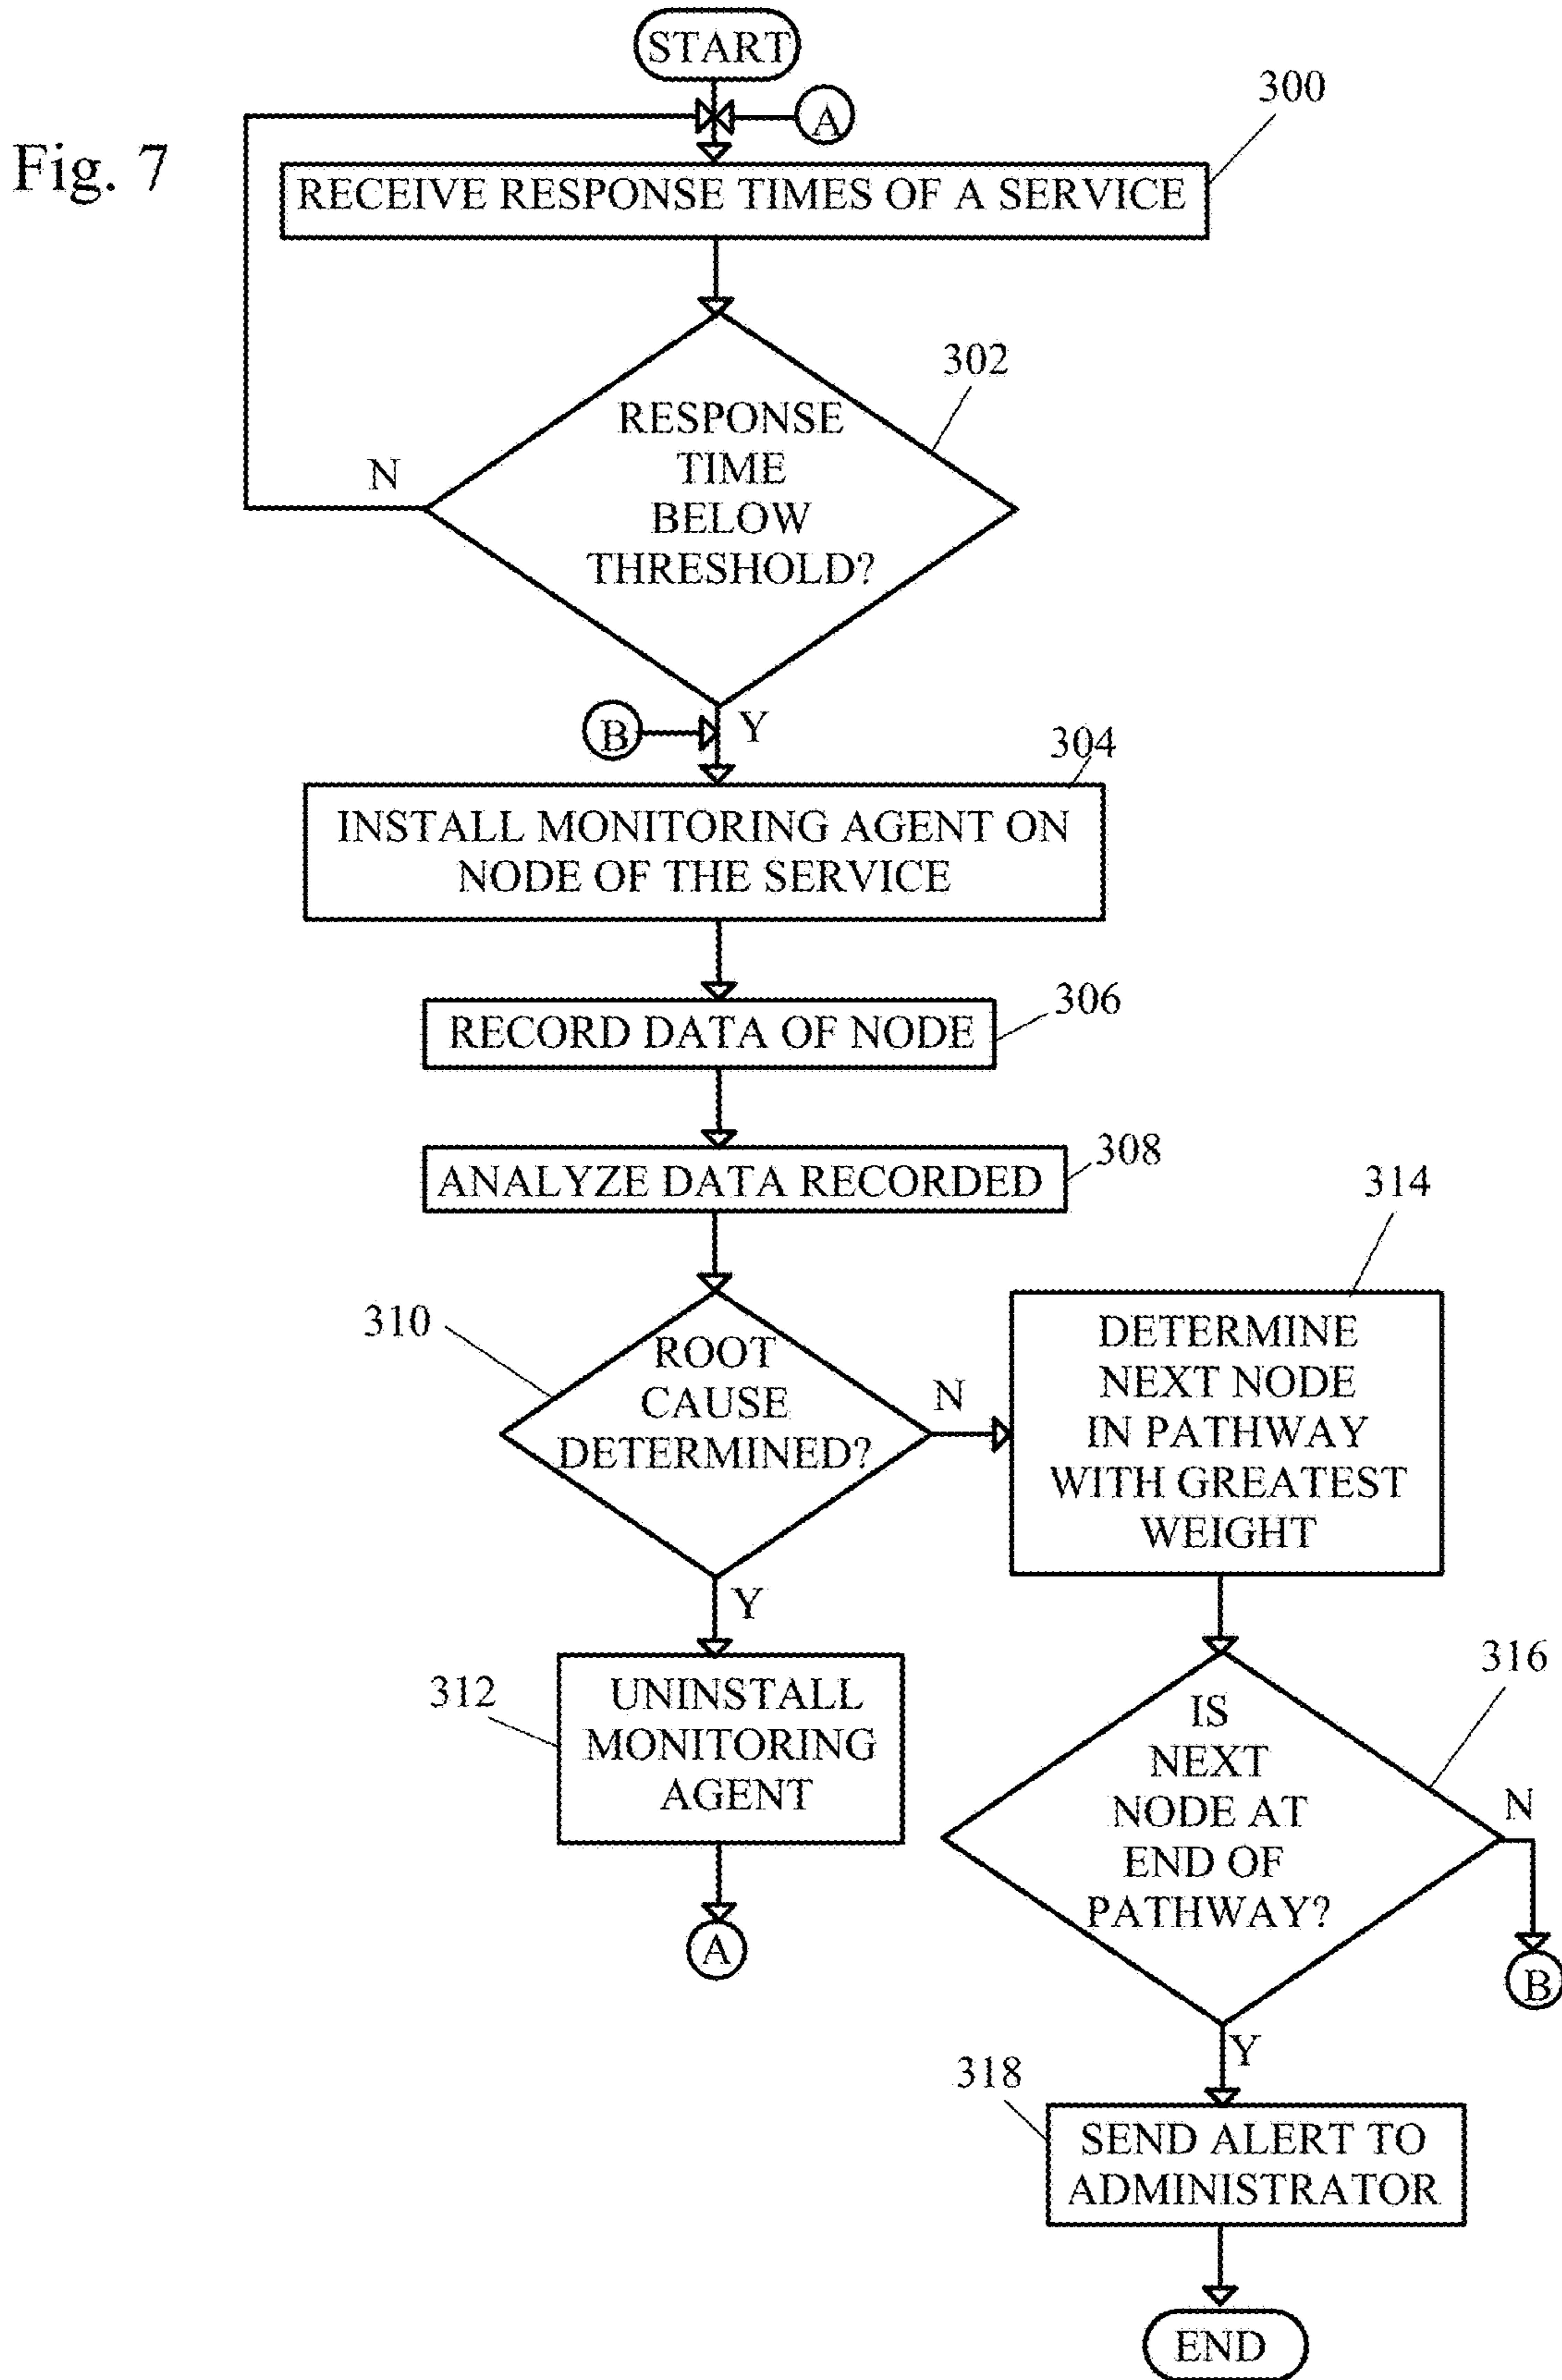 START
A
300
Fig. 7
RECEIVE RESPONSE TIMES OF A SERVICE
302
RESPONSE
TIME
BELOW
THRESHOLD?
N
B
Y
304
INSTALL MONITORING AGENT ON
NODE OF THE SERVICE
306
RECORD DATA OF NODE
308
ANALYZE DATA RECORDED
314
310
ROOT
CAUSE
DETERMINED?
N
DETERMINE
NEXT NODE
IN PATHWAY
WITH GREATEST
WEIGHT
Y
312
UNINSTALL
MONITORING
AGENT
A
316
IS
NEXT
NODE AT
END OF
PATHWAY?
N
B
Y
318
SEND ALERT TO
ADMINISTRATOR
END